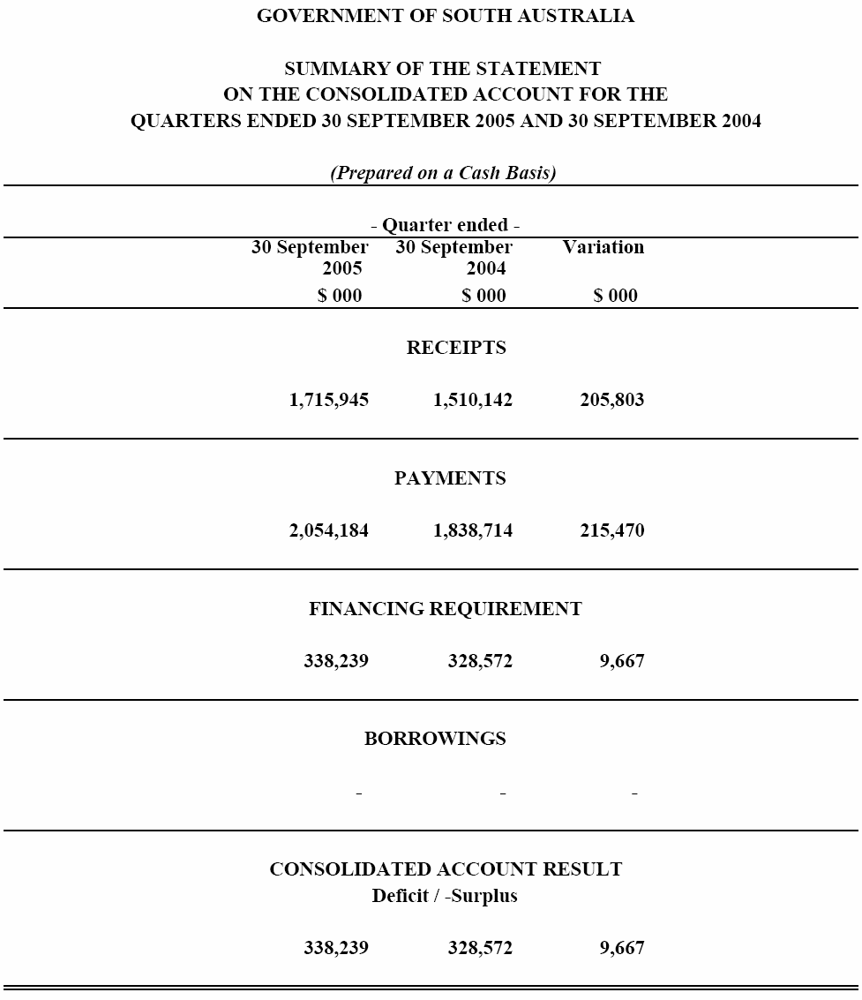 GOVERNMENT OF SOUTH AUSTRALIA
SUMMARY OF THE STATEMENT
ON THE CONSOLIDATED ACCOUNT FOR THE
QUARTERS ENDED 30 SEPTEMBER 2005 AND 30 SEPTEMBER 2004
(Prepared on a Cash Basis)
- Quarter ended -
30 September 30 September Variation
2005 2004
$ 000 $ 000 $ 000
RECEIPTS
1,715,945 1,510,142 205,803
PAYMENTS
2,054,184 1,838,714 215,470
FINANCING REQUIREMENT
338,239 328,572 9,667
BORROWINGS
- - -
CONSOLIDATED ACCOUNT RESULT
Deficit / -Surplus
338,239 328,572 9,667